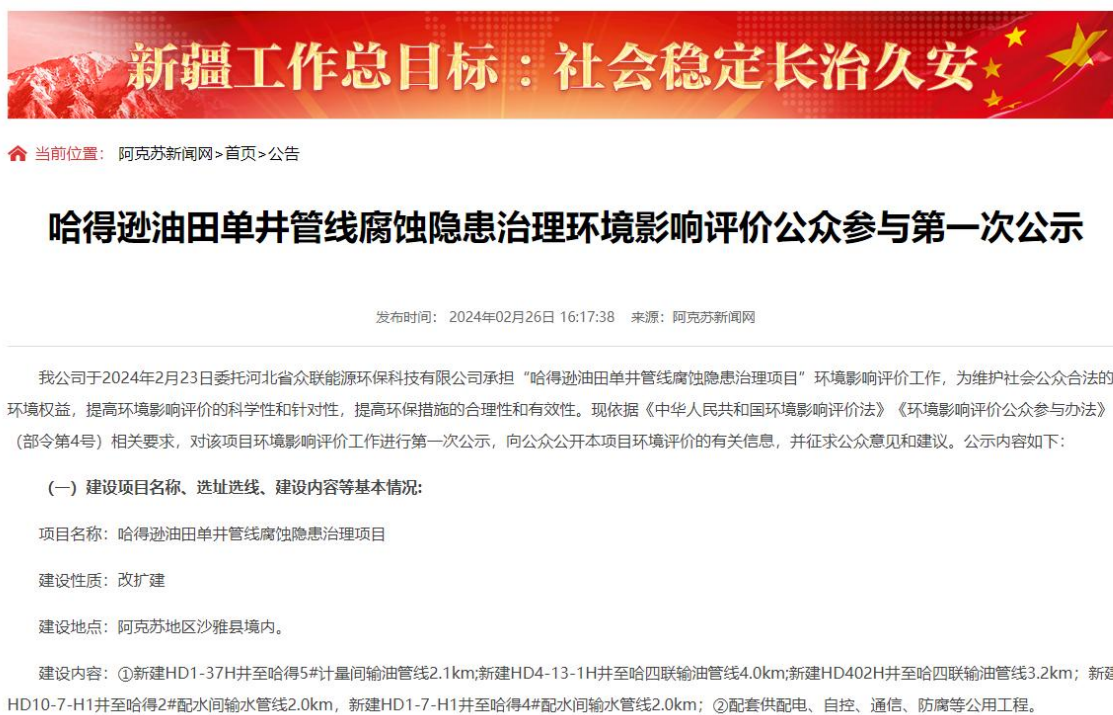 新疆工作总目标：社会稳定长治久安
当前位置： 阿克苏新闻网>首页>公告
哈得逊油田单井管线腐蚀隐患治理环境影响评价公众参与第一次公示
发布时间： 2024年02月26日 16:17:38 来源：阿克苏新闻网
我公司于2024年2月23日委托河北省众联能源环保科技有限公司承担“哈得逊油田单井管线腐蚀隐患治理项目”环境影响评价工作，为维护社会公众合法的
环境权益，提高环境影响评价的科学性和针对性，提高环保措施的合理性和有效性。现依据《中华人民共和国环境影响评价法》《环境影响评价公众参与办法》
（部令第4号）相关要求，对该项目环境影响评价工作进行第一次公示，向公众公开本项目环境评价的有关信息，并征求公众意见和建议。公示内容如下：
（一）建设项目名称、选址选线、建设内容等基本情况:
项目名称：哈得逊油田单井管线腐蚀隐患治理项目
建设性质：改扩建
建设地点：阿克苏地区沙雅县境内。
建设内容：①新建HD1-37H井至哈得5#计量间输油管线2.1km;新建HD4-13-1H井至哈四联输油管线4.0km;新建HD402H井至哈四联输油管线3.2km；新建
HD10-7-H1井至哈得2#配水间输水管线2.0km，新建HD1-7-H1井至哈得4#配水间输水管线2.0km；②配套供配电、自控、通信、防腐等公用工程。